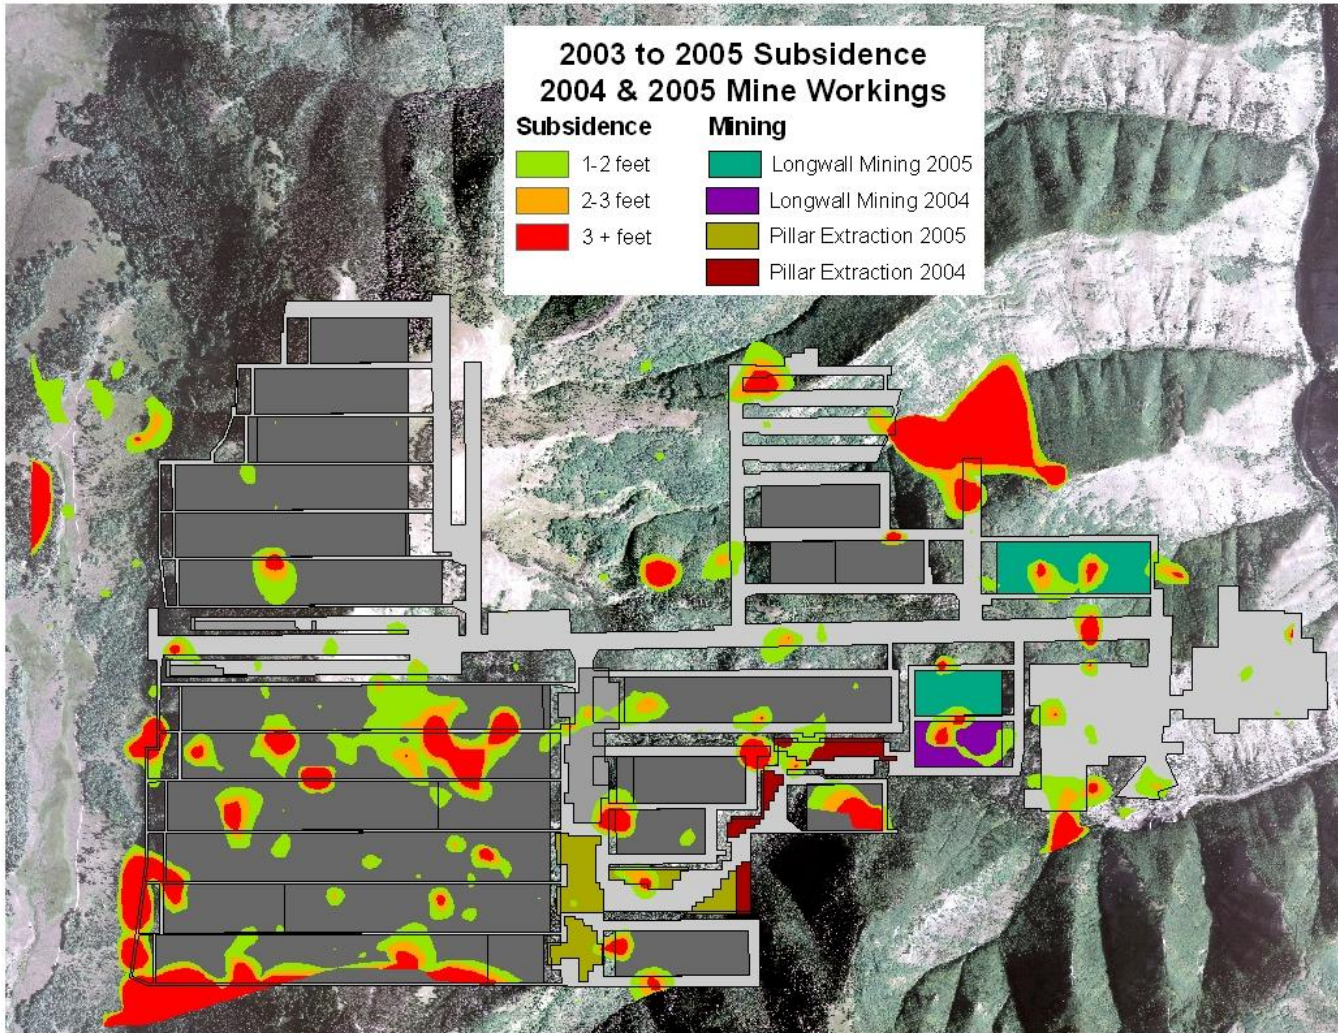 2003 to 2005 Subsidence
2004 & 2005 Mine Workings
Subsidence
1-2 feet
2-3 feet
3 + feet
Mining
Longwall Mining 2005
Longwall Mining 2004
Pillar Extraction 2005
Pillar Extraction 2004